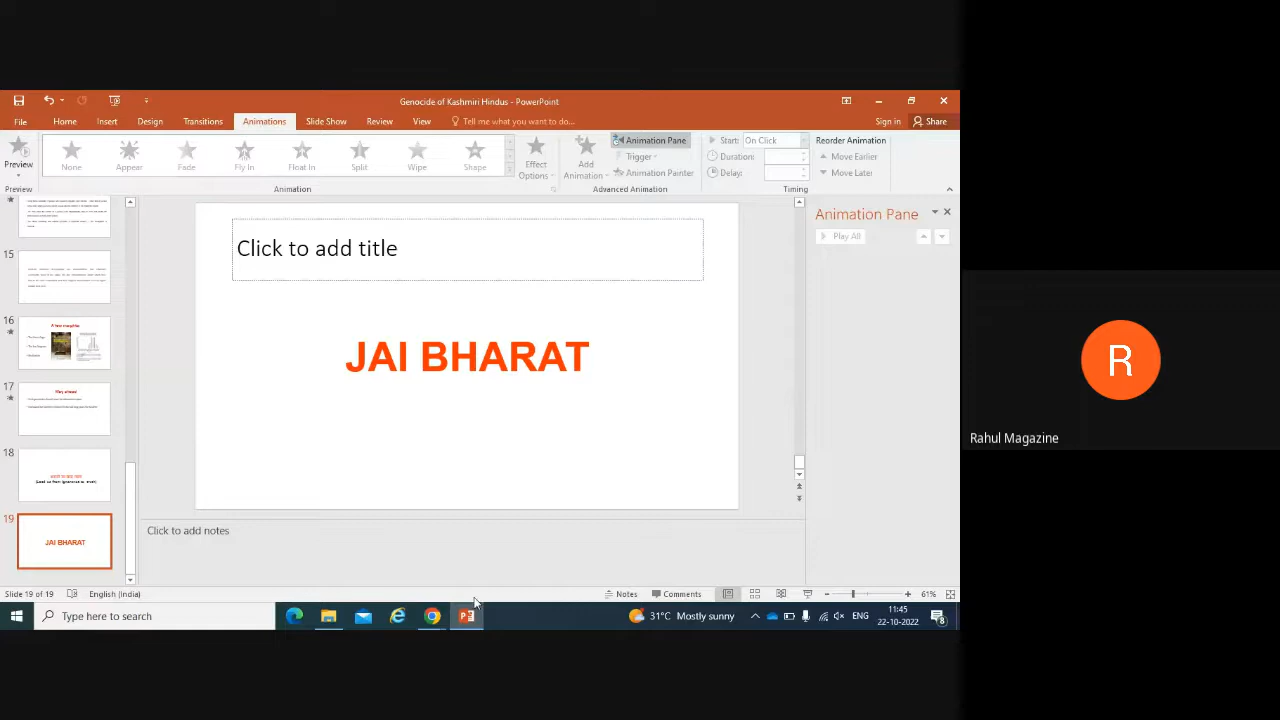 Genocide of Kashmiri Hindus - PowerPoint
File Home Insert Design Transitions Animations Slide Show Review View Tell me what you want to do... Sign in Share
Preview
None Appear Fade Fly In Float In Split Wipe Shape
Effect Options
Add Animation
Animation Pane
Trigger
Animation Painter
Start: On Click
Duration:
Delay:
Reorder Animation
Move Earlier
Move Later
Preview Animation Advanced Animation Timing
15
16
17
18
19
JAI BHARAT
Click to add title
JAI BHARAT
Click to add notes
Animation Pane
Play All
R
Rahul Magazine
Slide 19 of 19 English (India) Notes Comments 61%
Type here to search
31°C Mostly sunny ENG
11:45
22-10-2022
8